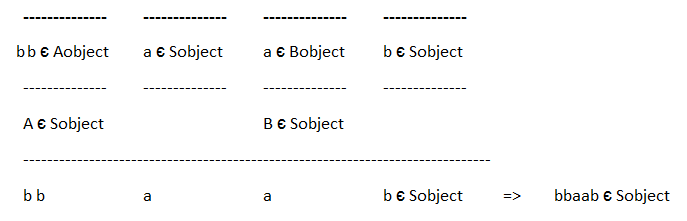 --------------- --------------- --------------- ---------------
b b є Aobject a є Sobject a є Bobject b є Sobject
--------------- --------------- --------------- ---------------
A є Sobject B є Sobject
--------------------------------------------------------------------------------
b b a a b є Sobject => bbaab є Sobject